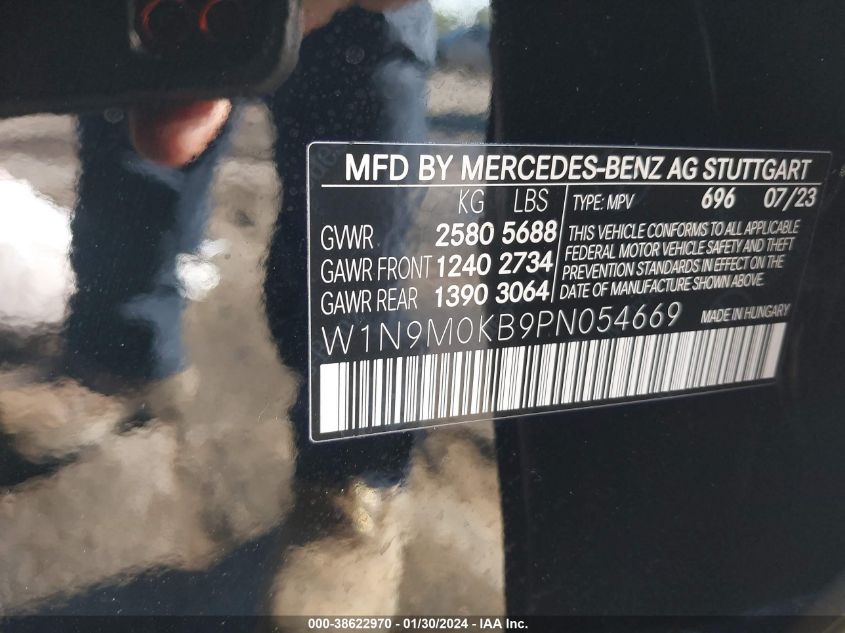 MFD BY MERCEDES-BENZ AG STUTTGART
KG LBS TYPE: MPV 696 07/23
GVWR 2580 5688
GAWR FRONT 1240 2734
GAWR REAR 1390 3064
THIS VEHICLE CONFORMS TO ALL APPLICABLE
FEDERAL MOTOR VEHICLE SAFETY AND THEFT
PREVENTION STANDARDS IN EFFECT ON THE
DATE OF MANUFACTURE SHOWN ABOVE.
W1N9M0KB9PN054669 MADE IN HUNGARY
000-38622970 - 01/30/2024 - IAA Inc.